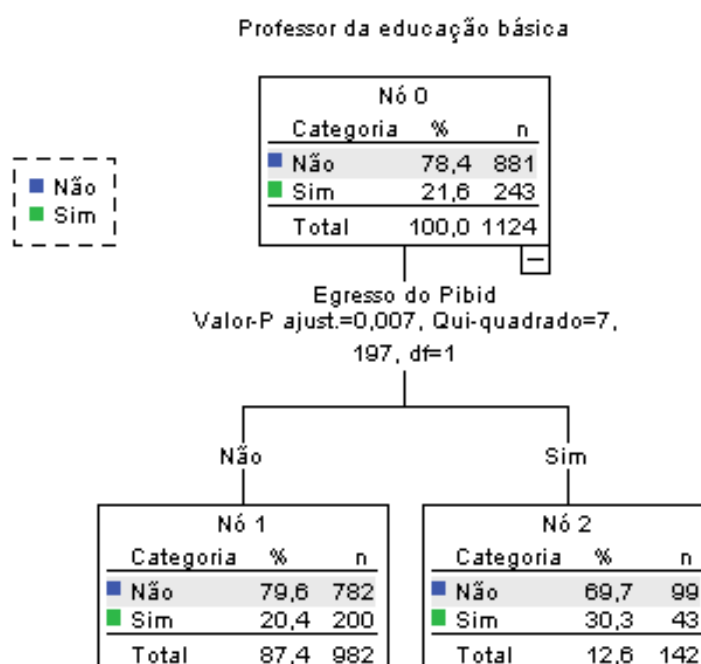 Professor da educação básica
Nó 0
Categoria % n
Não 78,4 881
Sim 21,6 243
Total 100,0 1124
Não
Sim
Egresso do Pibid
Valor-P ajust.=0,007, Qui-quadrado=7,
197, df=1
Não
Sim
Nó 1
Categoria % n
Não 79,6 782
Sim 20,4 200
Total 87,4 982
Nó 2
Categoria % n
Não 69,7 99
Sim 30,3 43
Total 12,6 142